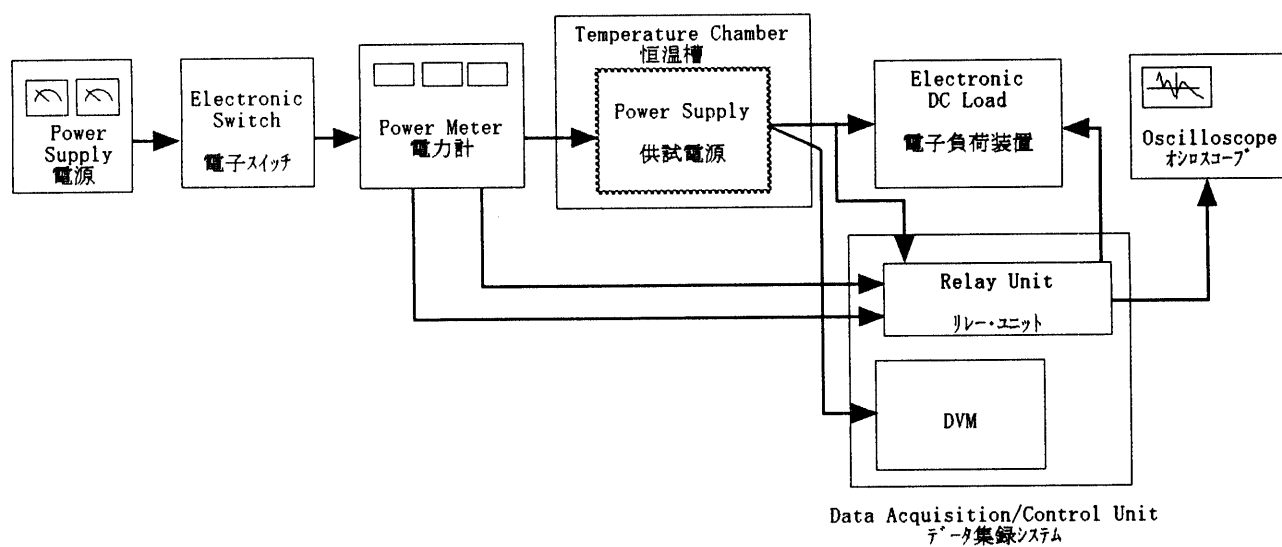 Power
Supply
電源
Electronic
Switch
電子ｽｲｯﾁ
Power Meter
電力計
Temperature Chamber
恒温槽
Power Supply
供試電源
Electronic
DC Load
電子負荷装置
Oscilloscope
ｵｼﾛｽｺｰﾌﾟ
Relay Unit
ﾘﾚｰ・ﾕﾆｯﾄ
DVM
Data Acquisition/Control Unit
ﾃﾞｰﾀ集録ｼｽﾃﾑ